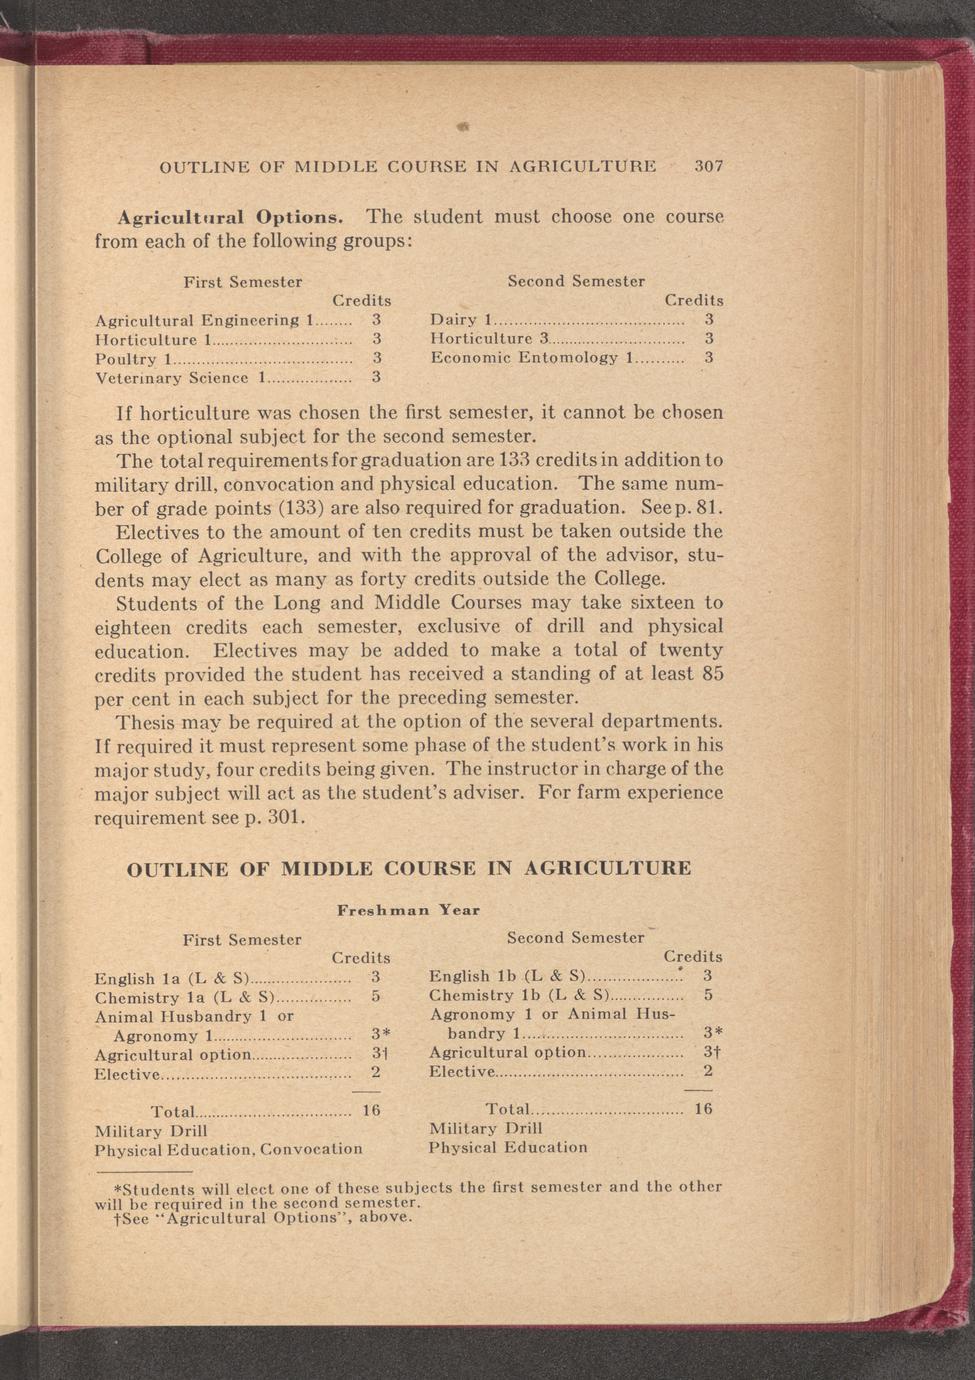 OUTLINE OF MIDDLE COURSE IN AGRICULTURE 307
Agricultural Options. The student must choose one course
from each of the following groups:
First Semester
Credits
Agricultural Engineering 1........ 3
Horticulture 1.............................. 3
Poultry 1...................................... 3
Veterinary Science 1.................. 3
Second Semester
Credits
Dairy 1........................................ 3
Horticulture 3............................. 3
Economic Entomology 1.......... 3
If horticulture was chosen the first semester, it cannot be chosen
as the optional subject for the second semester.
The total requirements for graduation are 133 credits in addition to
military drill, convocation and physical education. The same num-
ber of grade points (133) are also required for graduation. See p. 81.
Electives to the amount of ten credits must be taken outside the
College of Agriculture, and with the approval of the advisor, stu-
dents may elect as many as forty credits outside the College.
Students of the Long and Middle Courses may take sixteen to
eighteen credits each semester, exclusive of drill and physical
education. Electives may be added to make a total of twenty
credits provided the student has received a standing of at least 85
per cent in each subject for the preceding semester.
Thesis may be required at the option of the several departments.
If required it must represent some phase of the student's work in his
major study, four credits being given. The instructor in charge of the
major subject will act as the student's adviser. For farm experience
requirement see p. 301.
OUTLINE OF MIDDLE COURSE IN AGRICULTURE
Freshman Year
First Semester
Credits
English 1a (L & S)...................... 3
Chemistry 1a (L & S)................ 5
Animal Husbandry 1 or
Agronomy 1............................. 3*
Agricultural option..................... 3†
Elective........................................ 2
Total................................. 16
Military Drill
Physical Education, Convocation
Second Semester
Credits
English 1b (L & S).................... 3
Chemistry 1b (L & S)................ 5
Agronomy 1 or Animal Hus-
bandry 1.................................. 3*
Agricultural option.................... 3†
Elective........................................ 2
Total................................ 16
Military Drill
Physical Education
*Students will elect one of these subjects the first semester and the other
will be required in the second semester.
†See "Agricultural Options", above.